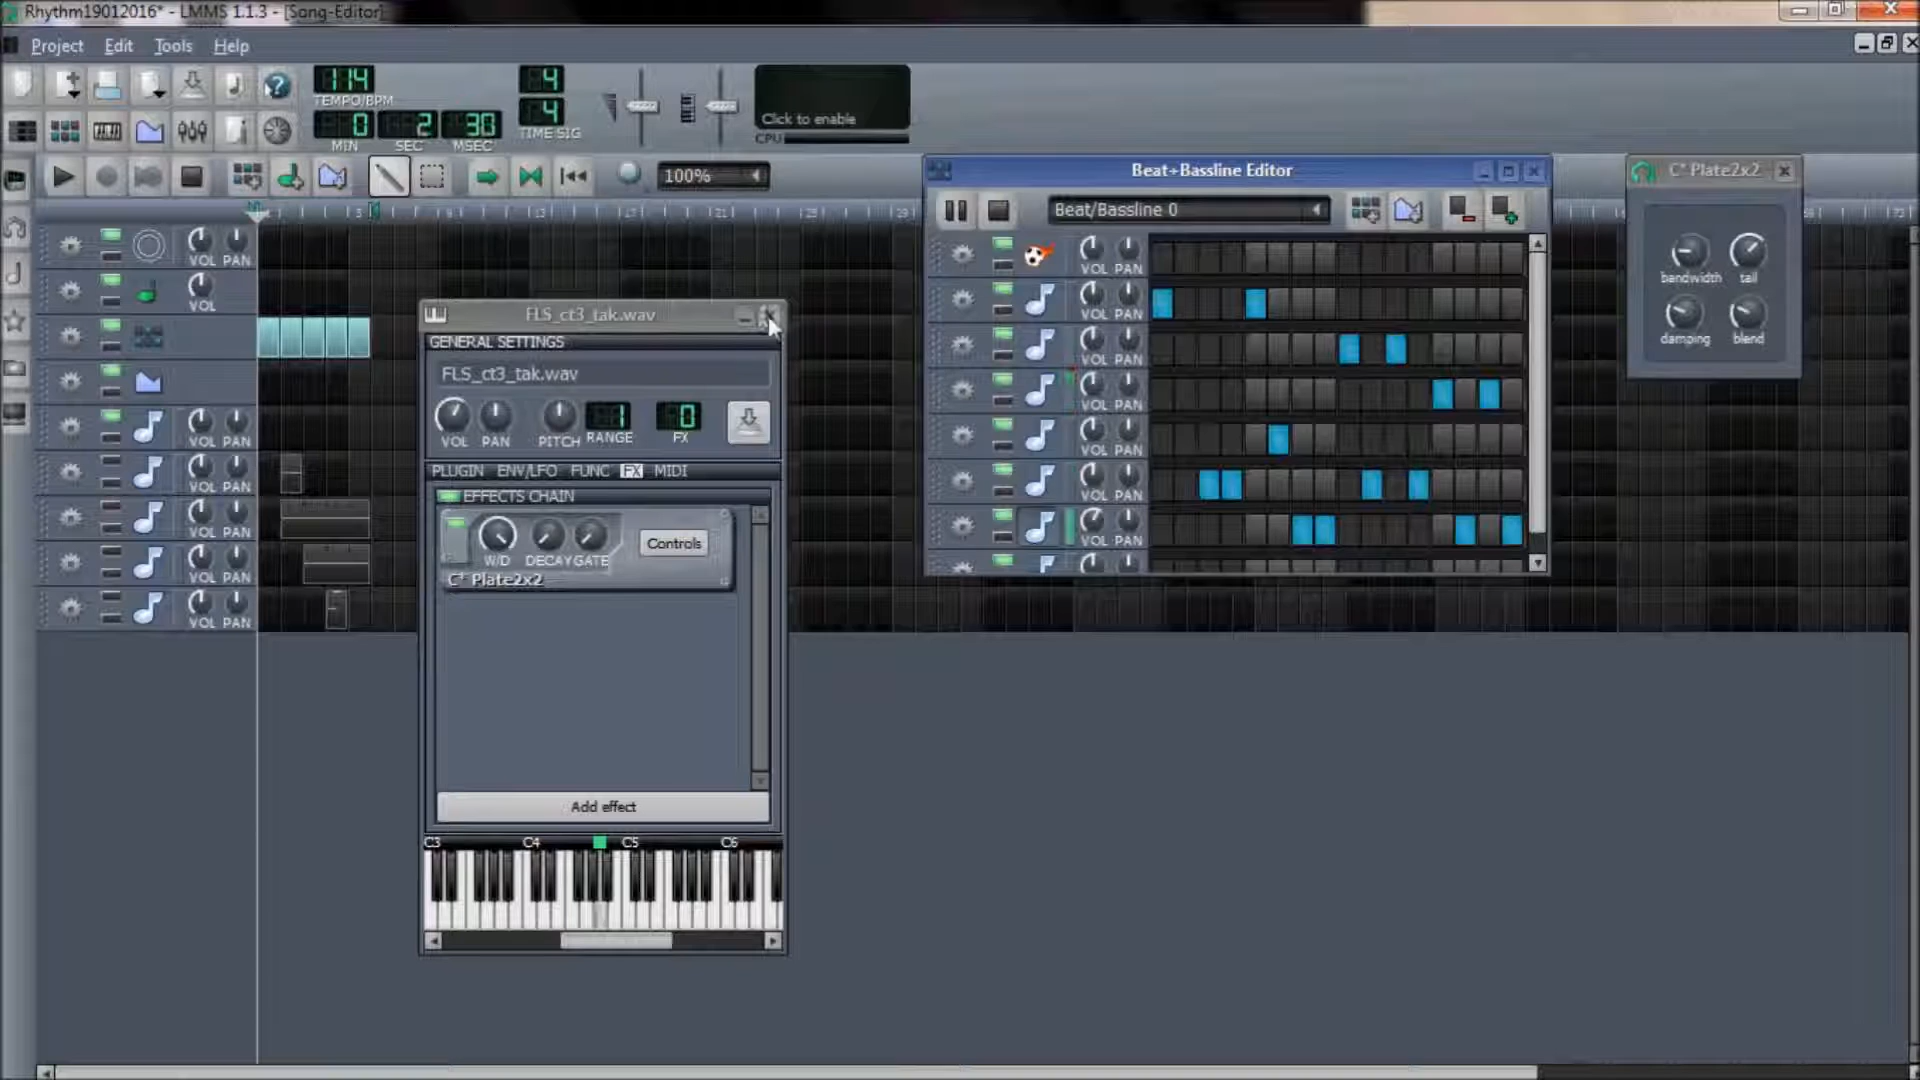 Rhythm19012016* - LMMS 1.1.3 - [Song-Editor]
Project Edit Tools Help
114
TEMPO/BPM
0 2 30
MIN SEC MSEC
4
4
TIME SIG
Click to enable
CPU
100%
VOL PAN
VOL
VOL PAN
VOL PAN
VOL PAN
VOL PAN
VOL PAN
FLS_ct3_tak.wav
GENERAL SETTINGS
FLS_ct3_tak.wav
VOL PAN PITCH RANGE 1 FX 0
PLUGIN ENV/LFO FUNC FX MIDI
EFFECTS CHAIN
W/D DECAY GATE Controls
C* Plate2x2
Add effect
C3 C4 C5 C6
Beat+Bassline Editor
Beat/Bassline 0
VOL PAN
VOL PAN
VOL PAN
VOL PAN
VOL PAN
VOL PAN
VOL PAN
C* Plate2x2
bandwidth tail
damping blend